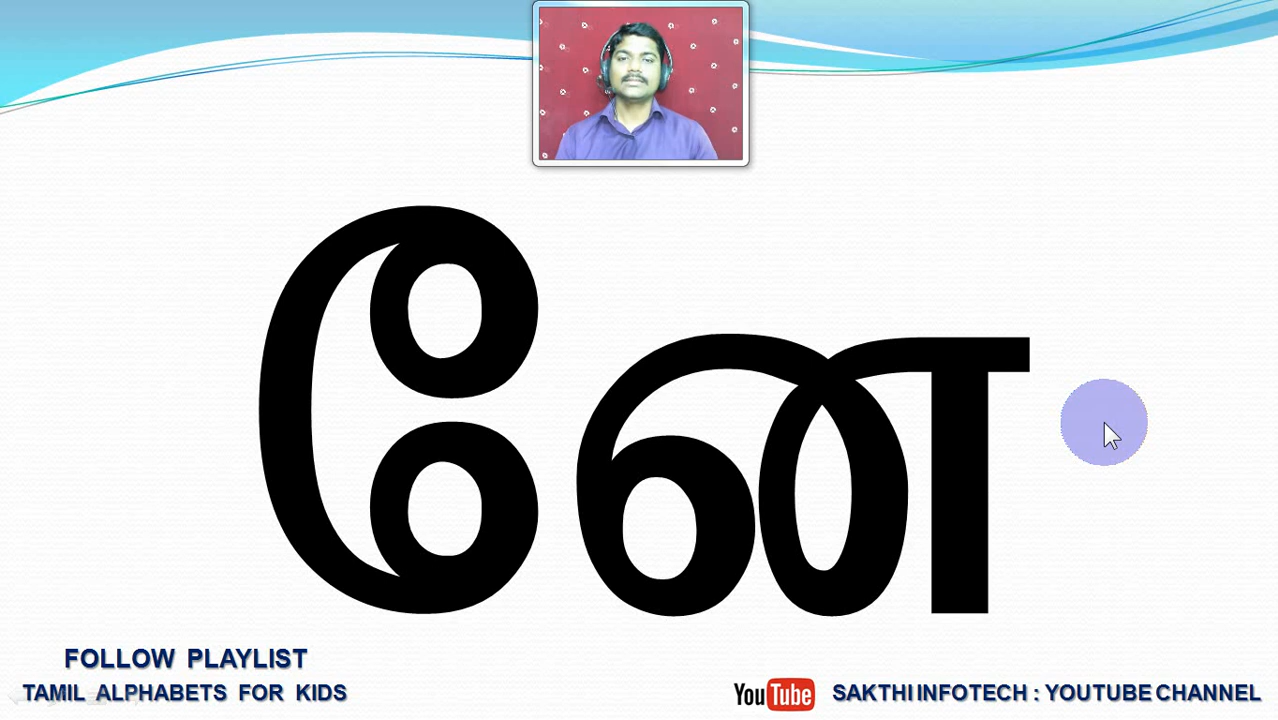 னே
FOLLOW PLAYLIST
TAMIL ALPHABETS FOR KIDS
YouTube SAKTHI INFOTECH : YOUTUBE CHANNEL